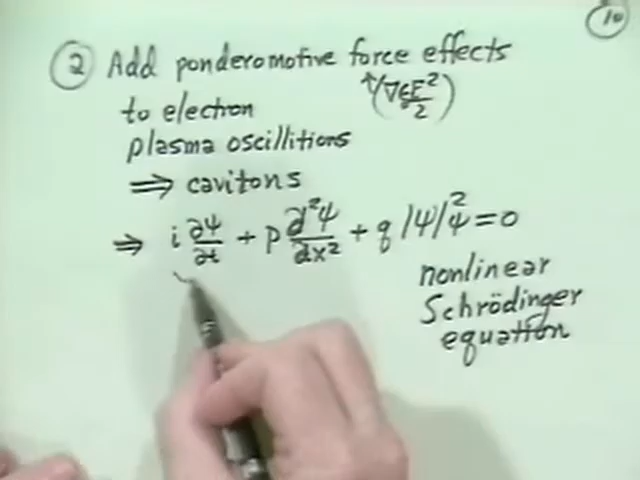 10
② Add ponderomotive force effects
to electron ↑(∇εE²/2)
plasma oscillitions
⇒ cavitons
⇒ i ∂ψ/∂t + p ∂²ψ/∂x² + q |ψ|²ψ = 0
nonlinear
Schrödinger
equation